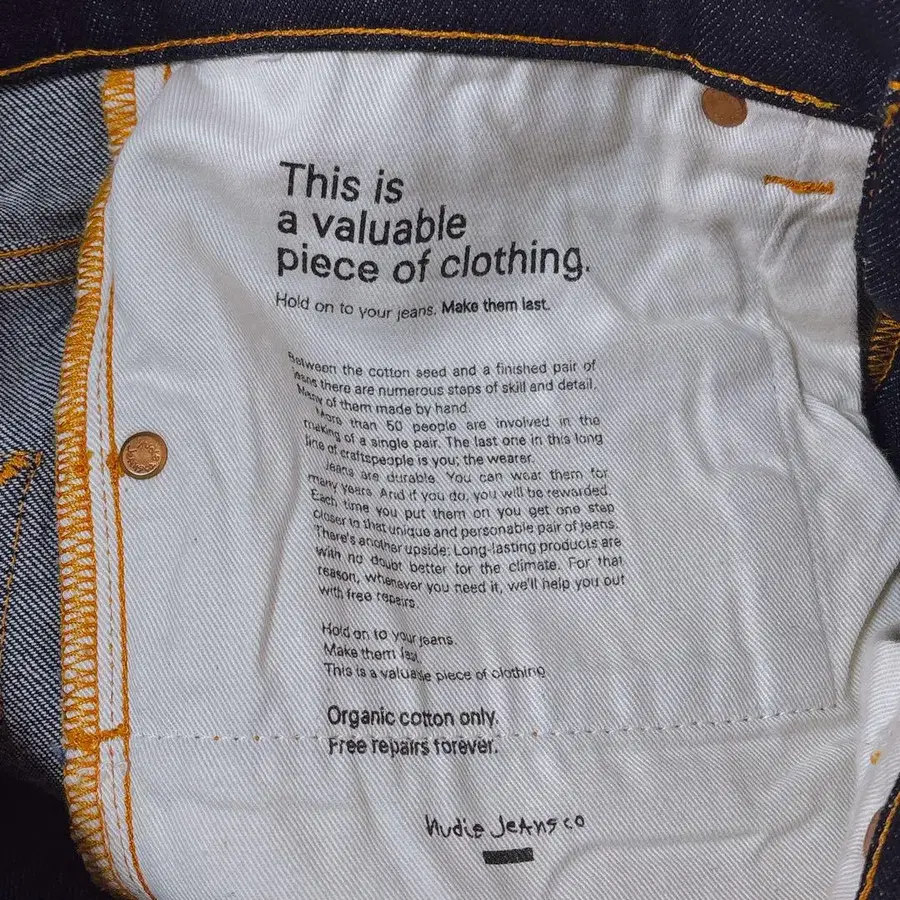 This is
a valuable
piece of clothing.
Hold on to your jeans. Make them last.
Between the cotton seed and a finished pair of
jeans there are numerous steps of skill and detail.
Many of them made by hand.
More than 50 people are involved in the
making of a single pair. The last one in this long
line of craftspeople is you; the wearer.
Jeans are durable. You can wear them for
many years. And if you do, you will be rewarded.
Each time you put them on you get one step
closer to that unique and personable pair of jeans.
There's another upside: Long-lasting products are
with no doubt better for the climate. For that
reason, whenever you need it, we'll help you out
with free repairs.
Hold on to your jeans.
Make them last.
This is a valuable piece of clothing
Organic cotton only.
Free repairs forever.
Nudie Jeans co